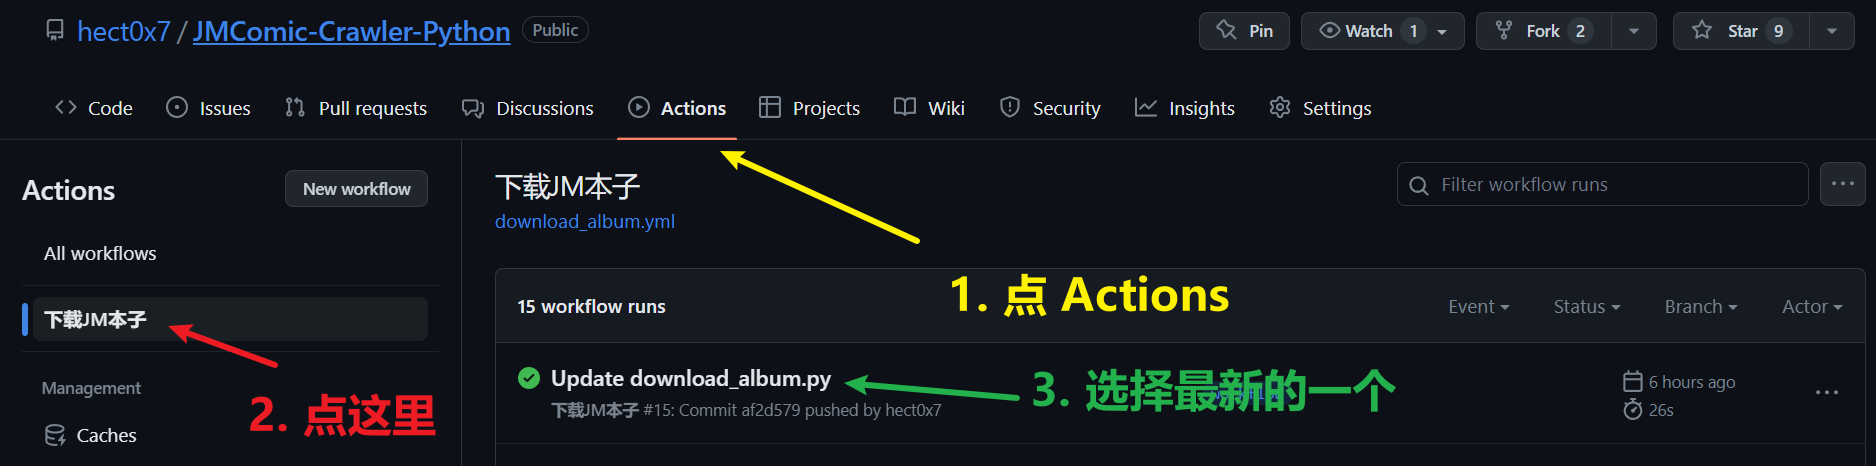 hect0x7 / JMComic-Crawler-Python Public
Pin Watch 1 Fork 2 Star 9
Code Issues Pull requests Discussions Actions Projects Wiki Security Insights Settings
Actions New workflow
All workflows
下载JM本子
Management
Caches
下载JM本子
download_album.yml
Filter workflow runs
15 workflow runs
Event Status Branch Actor
Update download_album.py
下载JM本子 #15: Commit af2d579 pushed by hect0x7
6 hours ago
26s
1. 点 Actions
2. 点这里
3. 选择最新的一个